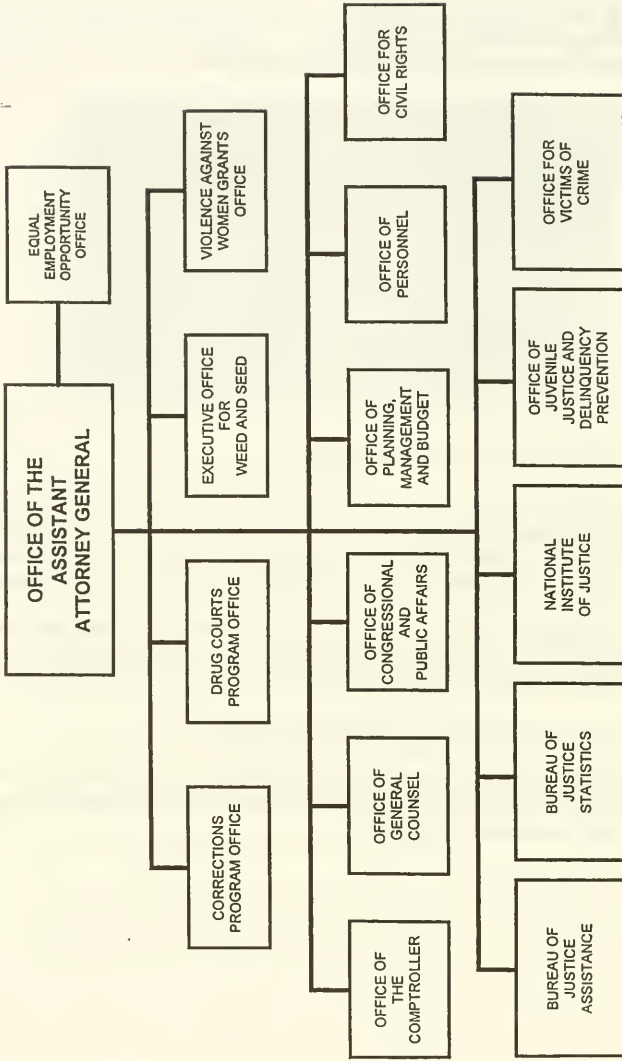 OFFICE OF THE
ASSISTANT
ATTORNEY GENERAL
EQUAL
EMPLOYMENT
OPPORTUNITY
OFFICE
CORRECTIONS
PROGRAM OFFICE
DRUG COURTS
PROGRAM OFFICE
EXECUTIVE OFFICE
FOR
WEED AND SEED
VIOLENCE AGAINST
WOMEN GRANTS
OFFICE
OFFICE OF
THE
COMPTROLLER
OFFICE OF
GENERAL
COUNSEL
OFFICE OF
CONGRESSIONAL
AND
PUBLIC AFFAIRS
OFFICE OF
PLANNING,
MANAGEMENT
AND BUDGET
OFFICE OF
PERSONNEL
OFFICE FOR
CIVIL RIGHTS
BUREAU OF
JUSTICE
ASSISTANCE
BUREAU OF
JUSTICE
STATISTICS
NATIONAL
INSTITUTE
OF JUSTICE
OFFICE OF
JUVENILE
JUSTICE AND
DELINQUENCY
PREVENTION
OFFICE FOR
VICTIMS OF
CRIME